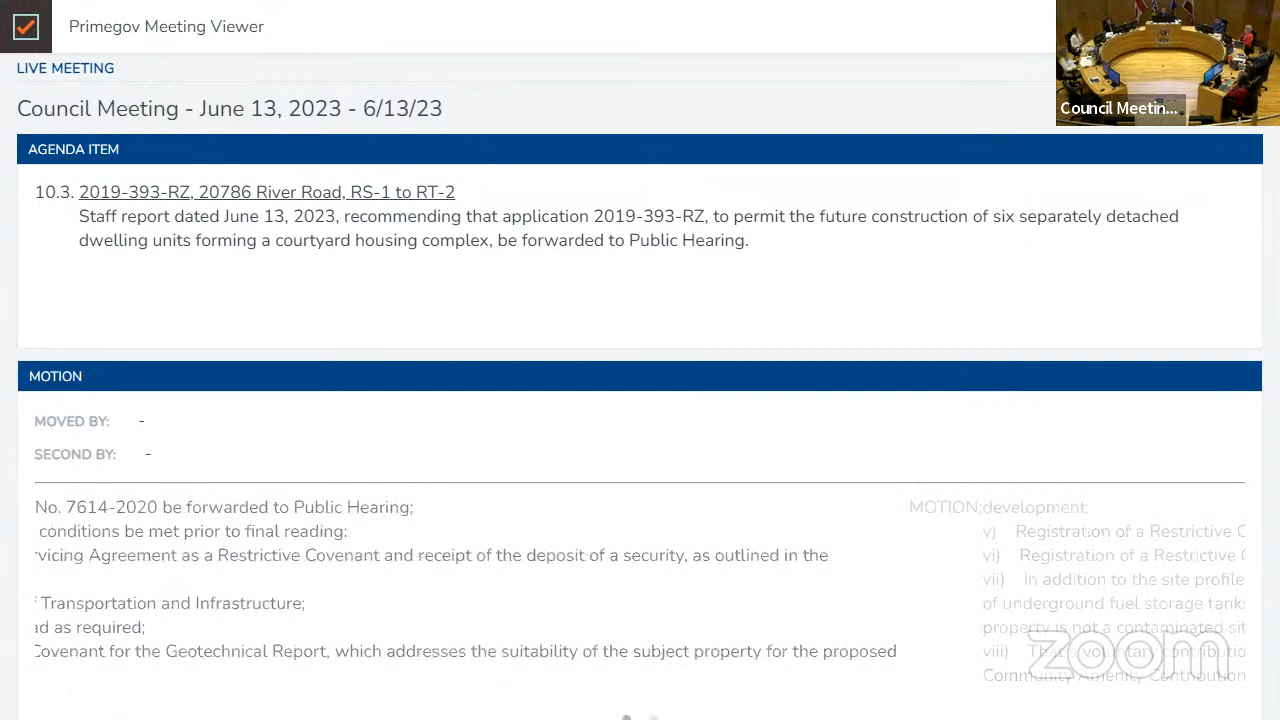 Primegov Meeting Viewer
LIVE MEETING
Council Meeting - June 13, 2023 - 6/13/23
Council Meetin...
AGENDA ITEM
10.3. 2019-393-RZ, 20786 River Road, RS-1 to RT-2
Staff report dated June 13, 2023, recommending that application 2019-393-RZ, to permit the future construction of six separately detached
dwelling units forming a courtyard housing complex, be forwarded to Public Hearing.
MOTION
MOVED BY: -
SECOND BY: -
No. 7614-2020 be forwarded to Public Hearing;
conditions be met prior to final reading:
rvicing Agreement as a Restrictive Covenant and receipt of the deposit of a security, as outlined in the
Transportation and Infrastructure;
ad as required;
Covenant for the Geotechnical Report, which addresses the suitability of the subject property for the proposed
MOTION: development;
v) Registration of a Restrictive C
vi) Registration of a Restrictive C
vii) In addition to the site profile
of underground fuel storage tanks
property is not a contaminated sit
viii) That a voluntary contributio
Community Amenity Contribution
zoom